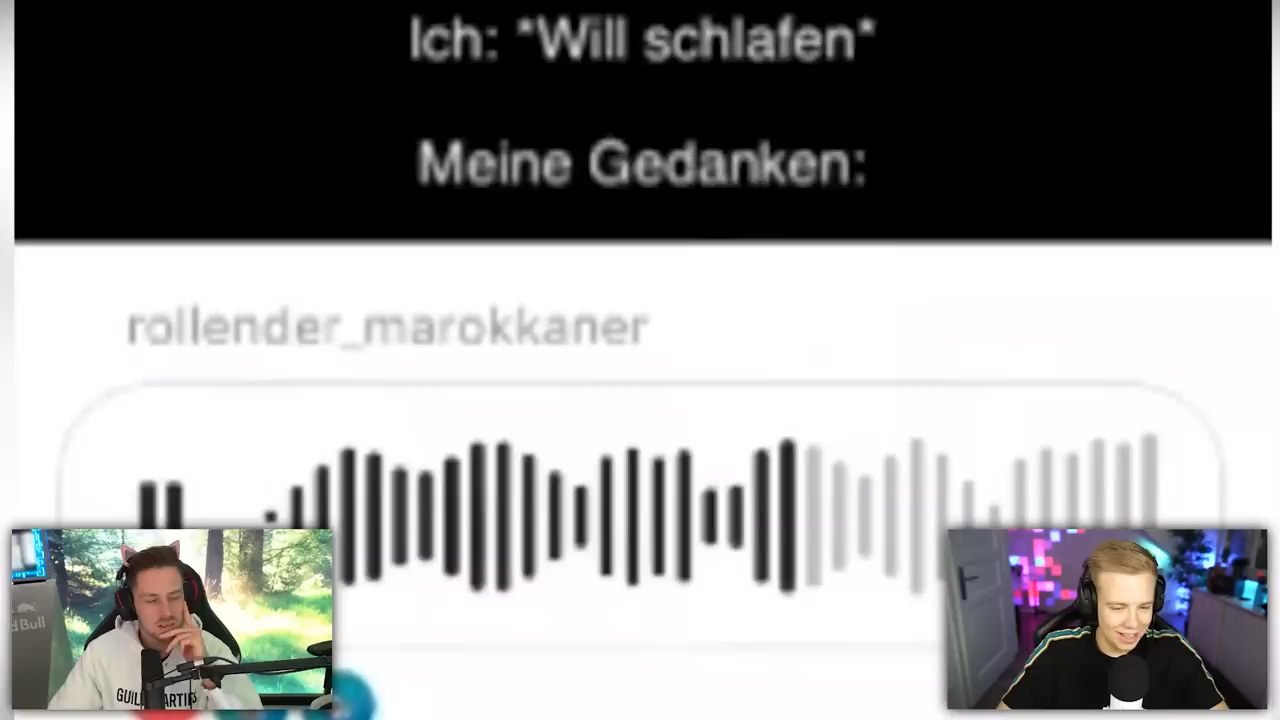 Ich: *Will schlafen*
Meine Gedanken:
rollender_marokkaner